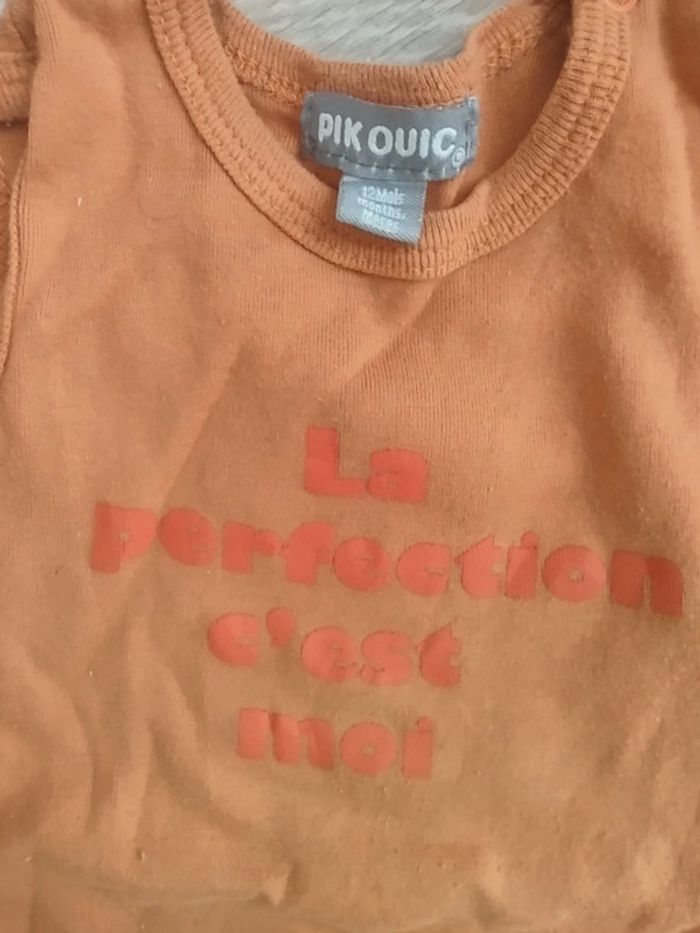 PIKOUIC®
12Mois
months.
Meses
La
perfection
c'est
moi